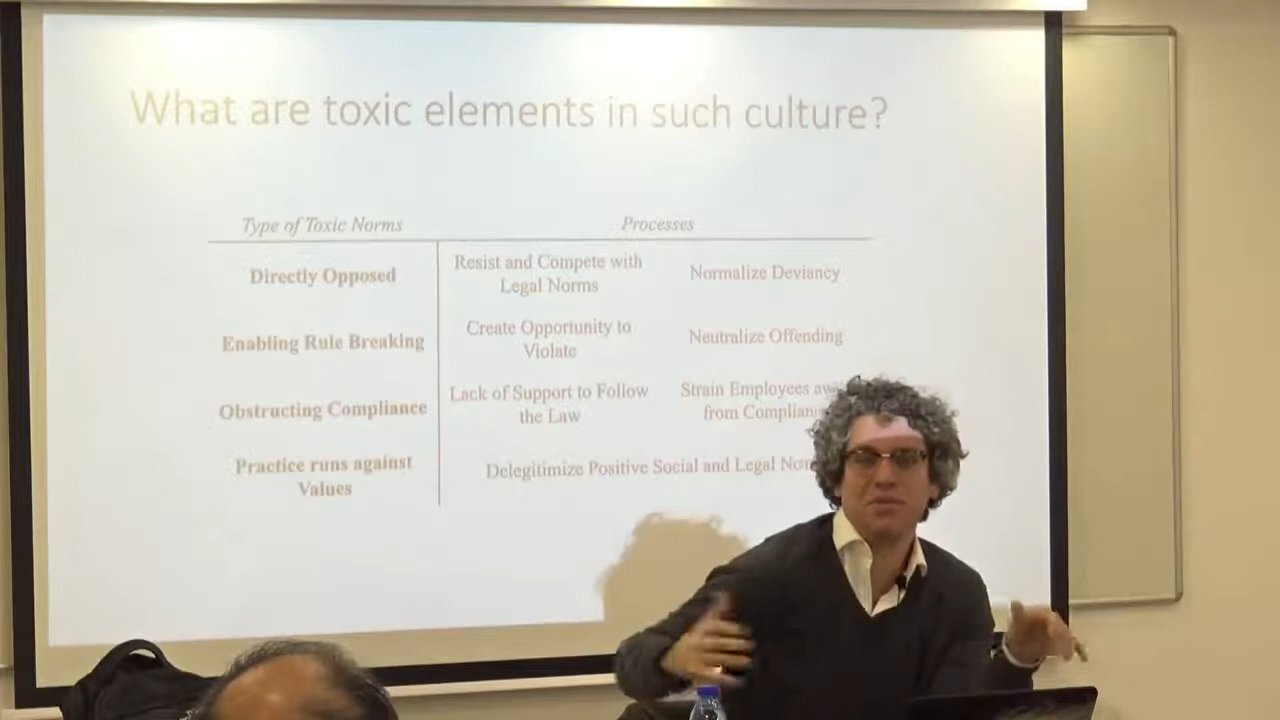 What are toxic elements in such culture?
Type of Toxic Norms Processes
Directly Opposed
Resist and Compete with
Legal Norms
Normalize Deviancy
Enabling Rule Breaking
Create Opportunity to
Violate
Neutralize Offending
Obstructing Compliance
Lack of Support to Follow
the Law
Strain Employees
from
Practice runs against
Values
Delegitimize Positive Social and Legal